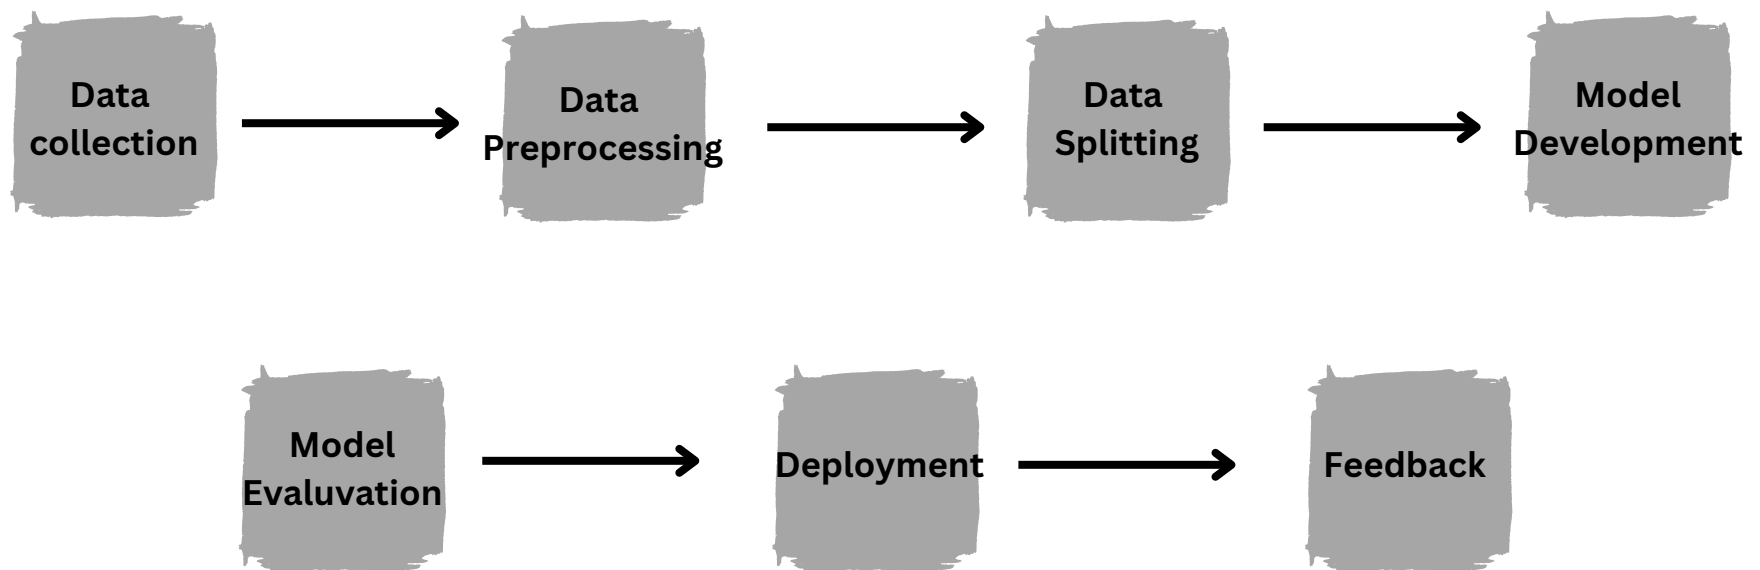 Data
collection
Data
Preprocessing
Data
Splitting
Model
Development
Model
Evaluvation
Deployment
Feedback